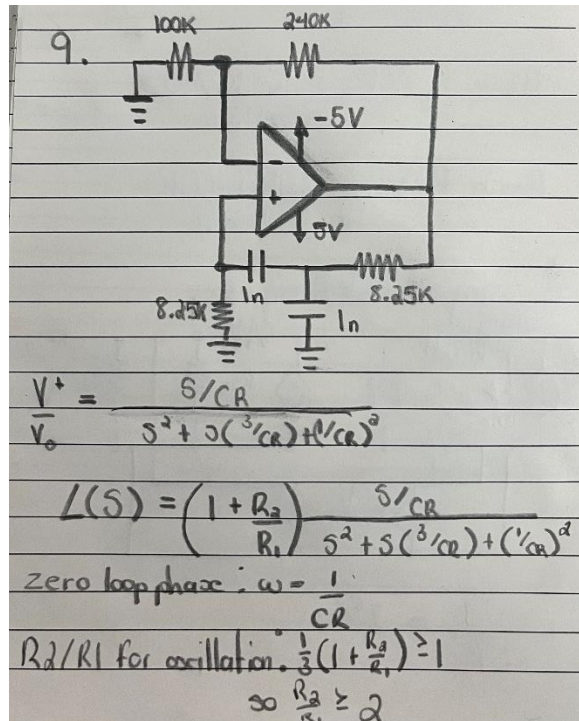 9.
100K 240K
-5V
-
+
5V
1n 8.25K
8.25K
1n
V+/Vo = S/CR / S² + S(3/CR) + (1/CR)²
L(S) = (1 + R2/R1) S/CR / S² + S(3/CR) + (1/CR)²
zero loop phase : ω = 1/CR
R2/R1 for oscillation: 1/3(1 + R2/R1) ≥ 1
so R2/R1 ≥ 2